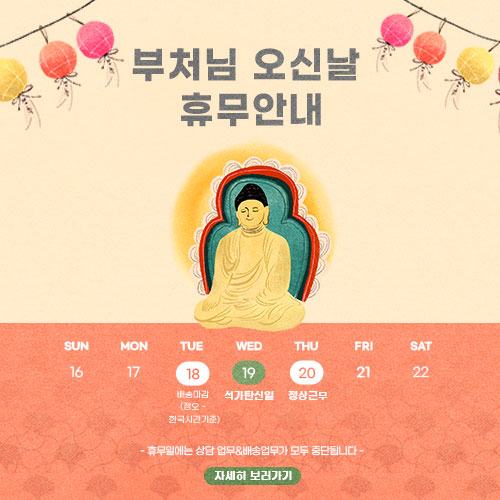 부처님 오신날
휴무안내
SUN MON TUE WED THU FRI SAT
16 17 18 19 20 21 22
배송마감 석가탄신일 정상근무
(정오 -
한국시간기준)
- 휴무일에는 상담 업무&배송업무가 모두 중단됩니다 -
자세히 보러가기